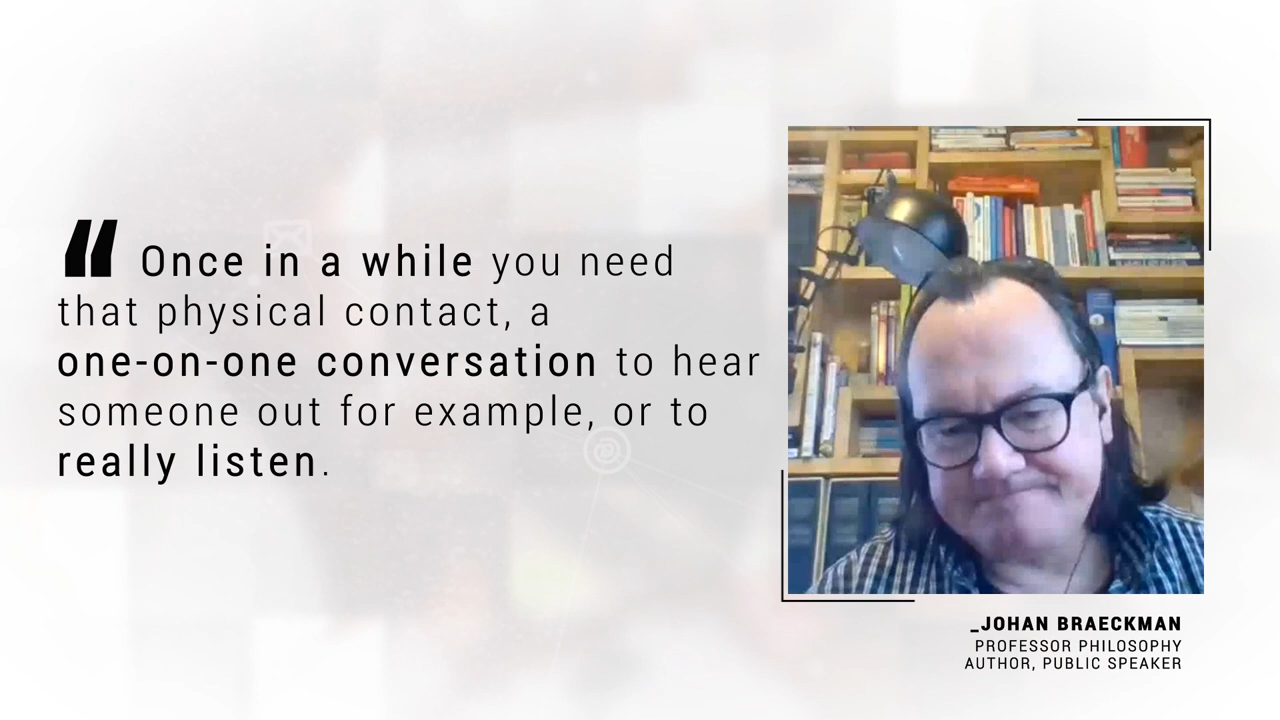 “ Once in a while you need
that physical contact, a
one-on-one conversation to hear
someone out for example, or to
really listen.
_JOHAN BRAECKMAN
PROFESSOR PHILOSOPHY
AUTHOR, PUBLIC SPEAKER